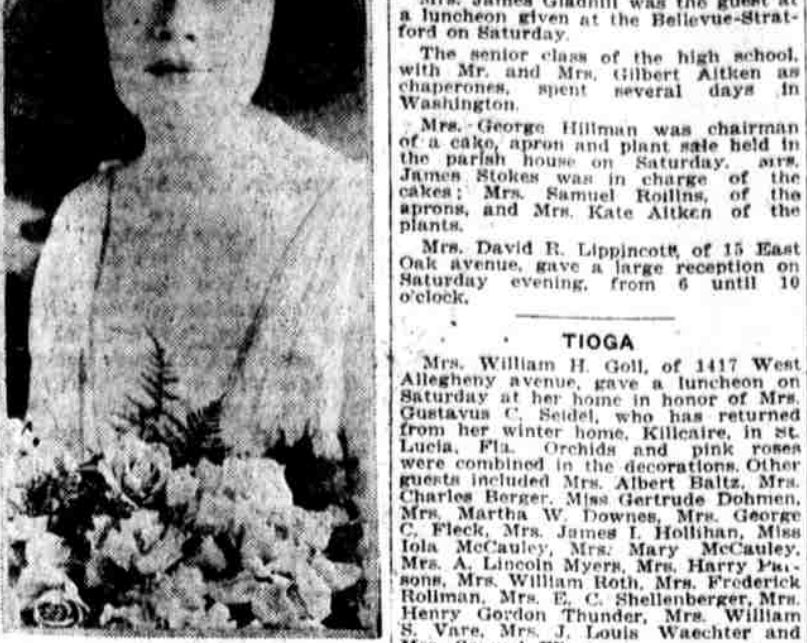 Mrs. James Gladhill was the guest at
a luncheon given at the Bellevue-Strat-
ford on Saturday.
The senior class of the high school,
with Mr. and Mrs. Gilbert Aitken as
chaperones, spent several days in
Washington.
Mrs. George Hillman was chairman
of a cake, apron and plant sale held in
the parish house on Saturday. Mrs.
James Stokes was in charge of the
cakes; Mrs. Samuel Rollins, of the
aprons, and Mrs. Kate Aitken of the
plants.
Mrs. David R. Lippincott, of 15 East
Oak avenue, gave a large reception on
Saturday evening, from 6 until 10
o'clock.
TIOGA
Mrs. William H. Goll, of 1417 West
Allegheny avenue, gave a luncheon on
Saturday at her home in honor of Mrs.
Gustavus C. Seidel, who has returned
from her winter home, Killcaire, in St.
Lucia, Fla. Orchids and pink roses
were combined in the decorations. Other
guests included Mrs. Albert Baltz, Mrs.
Charles Berger, Miss Gertrude Dohmen,
Mrs. Martha W. Downes, Mrs. George
C. Fleck, Mrs. James I. Hollihan, Miss
Iola McCauley, Mrs. Mary McCauley,
Mrs. A. Lincoln Myers, Mrs. Harry Par-
sons, Mrs. William Roth, Mrs. Frederick
Rollman, Mrs. E. C. Shellenberger, Mrs.
Henry Gordon Thunder, Mrs. William
S. Vare, Mrs. J. Louis Waechter and